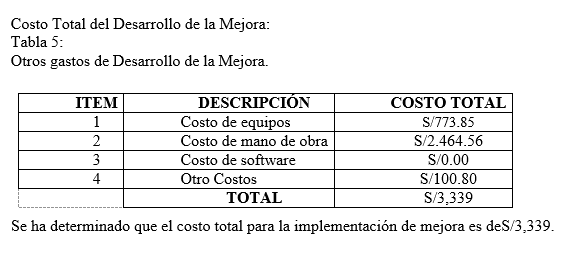 Costo Total del Desarrollo de la Mejora:
Tabla 5:
Otros gastos de Desarrollo de la Mejora.
ITEM DESCRIPCIÓN COSTO TOTAL
1 Costo de equipos S/773.85
2 Costo de mano de obra S/2.464.56
3 Costo de software S/0.00
4 Otro Costos S/100.80
TOTAL S/3,339
Se ha determinado que el costo total para la implementación de mejora es deS/3,339.